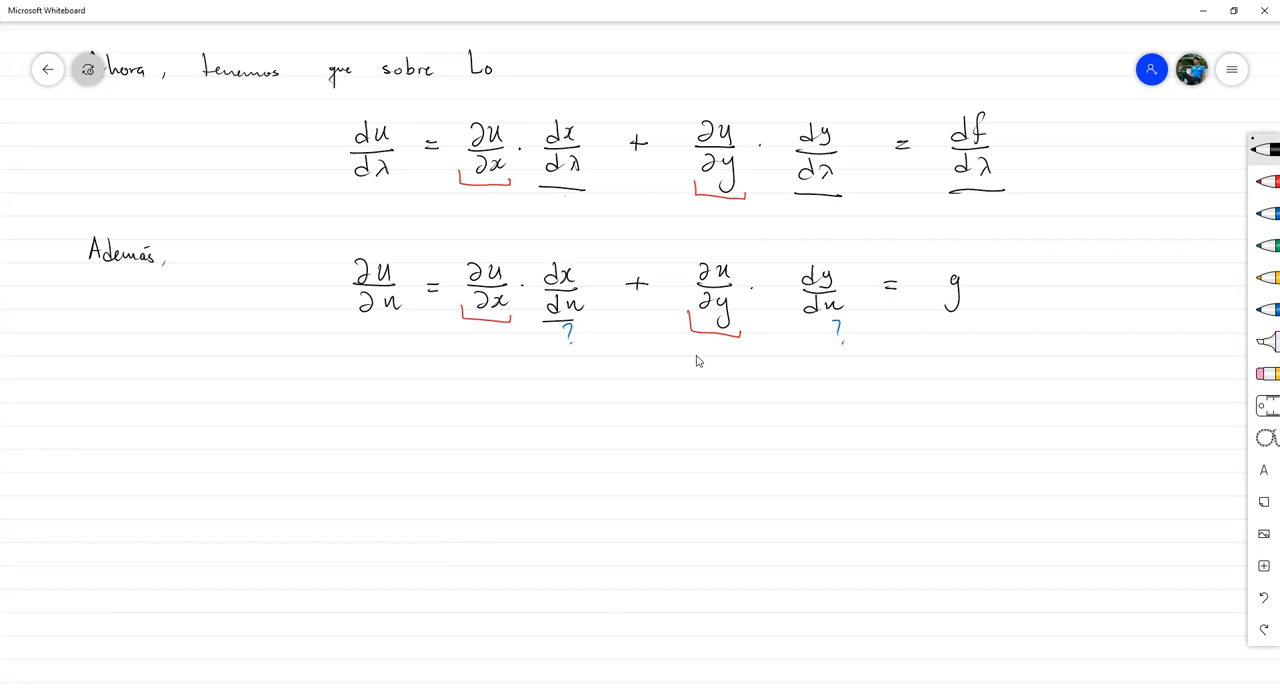 Microsoft Whiteboard
Ahora, tenemos que sobre Lo
du/dλ = ∂u/∂x · dx/dλ + ∂u/∂y · dy/dλ = df/dλ
Además,
∂u/∂n = ∂u/∂x · dx/dn + ∂u/∂y · dy/dn = g
? ?
A